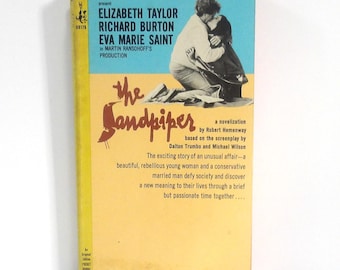 present
ELIZABETH TAYLOR
RICHARD BURTON
EVA MARIE SAINT
in MARTIN RANSOHOFF'S
PRODUCTION
the
Sandpiper
a novelization
by Robert Hemenway
based on the screenplay by
Dalton Trumbo and Michael Wilson
The exciting story of an unusual affair—a
beautiful, rebellious young woman and a conservative
married man defy society and discover
a new meaning to their lives through a brief
but passionate time together ....